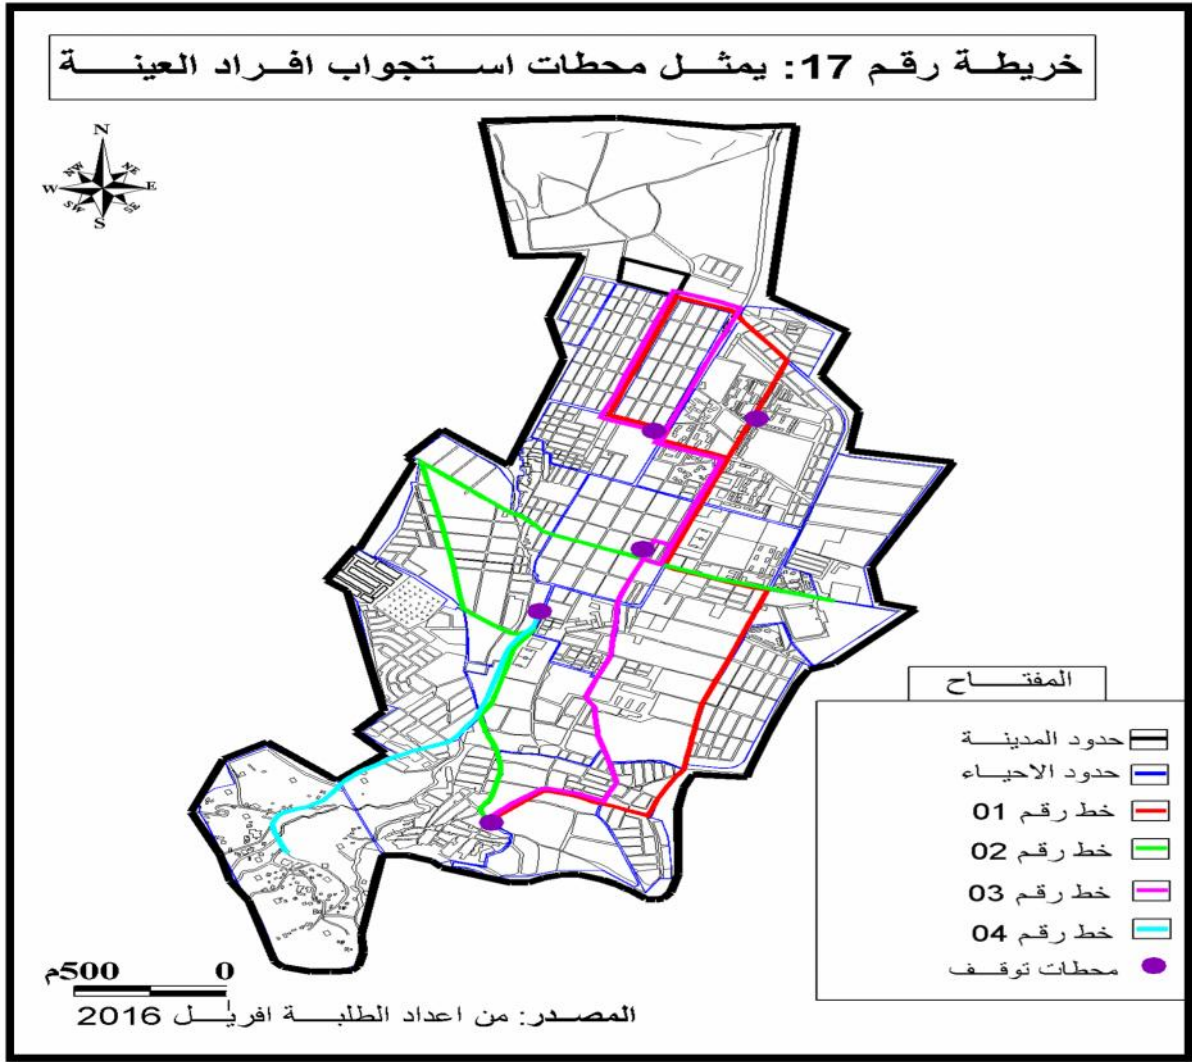 خريطة رقم 17: يمثل محطات استجواب افراد العينة
N
NW
NE
W
E
SW
SE
S
المفتاح
حدود المدينة
حدود الاحياء
خط رقم 01
خط رقم 02
خط رقم 03
خط رقم 04
محطات توقف
0
500م
المصدر: من اعداد الطلبة افريل 2016